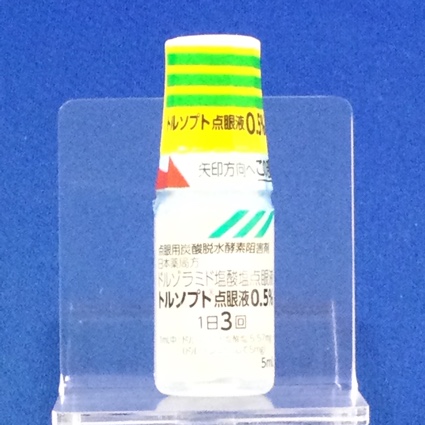 トルソプト点眼液0.5%
矢印方向へこの
点眼用炭酸脱水酵素阻害剤
日本薬局方
ドルゾラミド塩酸塩点眼液
トルソプト点眼液0.5%
1日3回
5mL